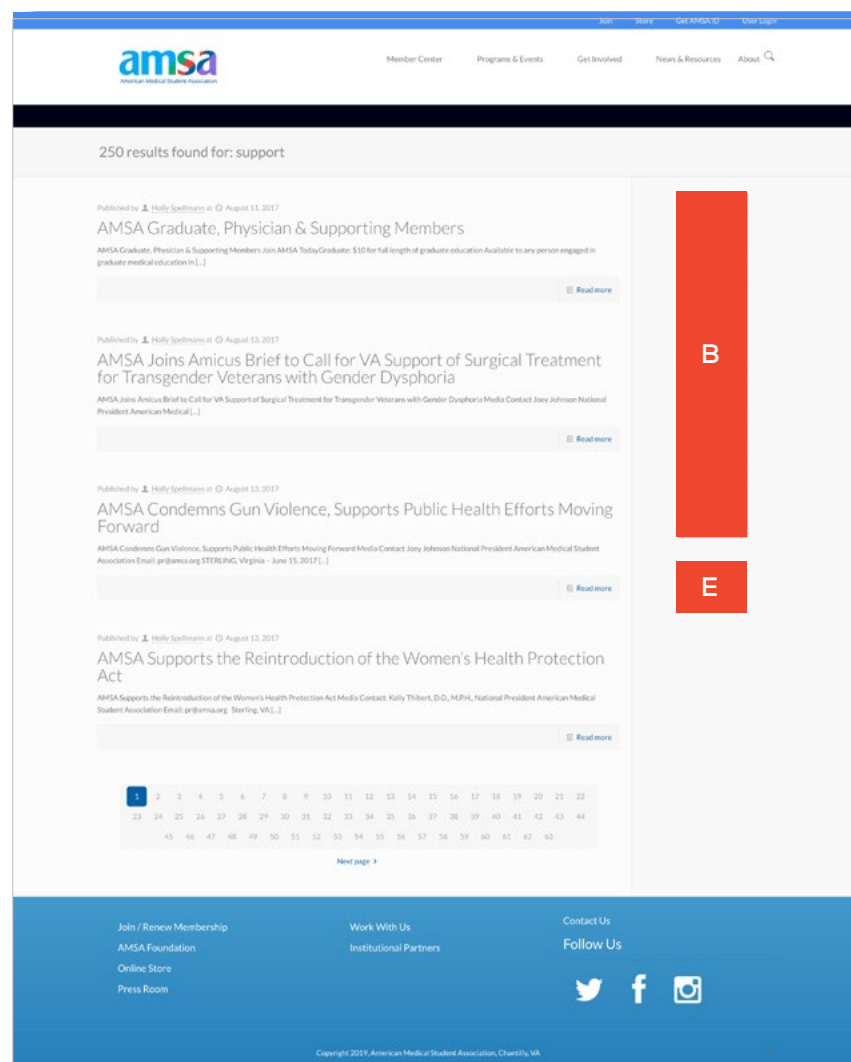 Join Store Get AMSA ID User Login
amsa
American Medical Student Association
Member Center Programs & Events Get Involved News & Resources About
250 results found for: support
Published by Holly Spellmann at August 11, 2017
AMSA Graduate, Physician & Supporting Members
AMSA Graduate, Physician & Supporting Members Join AMSA TodayGraduate: $10 for full length of graduate education Available to any person engaged in
graduate medical education in [...]
Read more
Published by Holly Spellmann at August 13, 2017
AMSA Joins Amicus Brief to Call for VA Support of Surgical Treatment
for Transgender Veterans with Gender Dysphoria
AMSA Joins Amicus Brief to Call for VA Support of Surgical Treatment for Transgender Veterans with Gender Dysphoria Media Contact Joey Johnson National
President American Medical [...]
Read more
B
Published by Holly Spellmann at August 13, 2017
AMSA Condemns Gun Violence, Supports Public Health Efforts Moving
Forward
AMSA Condemns Gun Violence, Supports Public Health Efforts Moving Forward Media Contact Joey Johnson National President American Medical Student
Association Email: pr@amsa.org STERLING, Virginia – June 15, 2017 [...]
Read more
E
Published by Holly Spellmann at August 13, 2017
AMSA Supports the Reintroduction of the Women's Health Protection
Act
AMSA Supports the Reintroduction of the Women's Health Protection Act Media Contact: Kelly Thibert, D.O., M.P.H., National President American Medical
Student Association Email: pr@amsa.org Sterling, VA [...]
Read more
1 2 3 4 5 6 7 8 9 10 11 12 13 14 15 16 17 18 19 20 21 22
23 24 25 26 27 28 29 30 31 32 33 34 35 36 37 38 39 40 41 42 43 44
45 46 47 48 49 50 51 52 53 54 55 56 57 58 59 60 61 62 63
Next page
Join / Renew Membership
AMSA Foundation
Online Store
Press Room
Work With Us
Institutional Partners
Contact Us
Follow Us
Copyright 2019, American Medical Student Association, Chantilly, VA